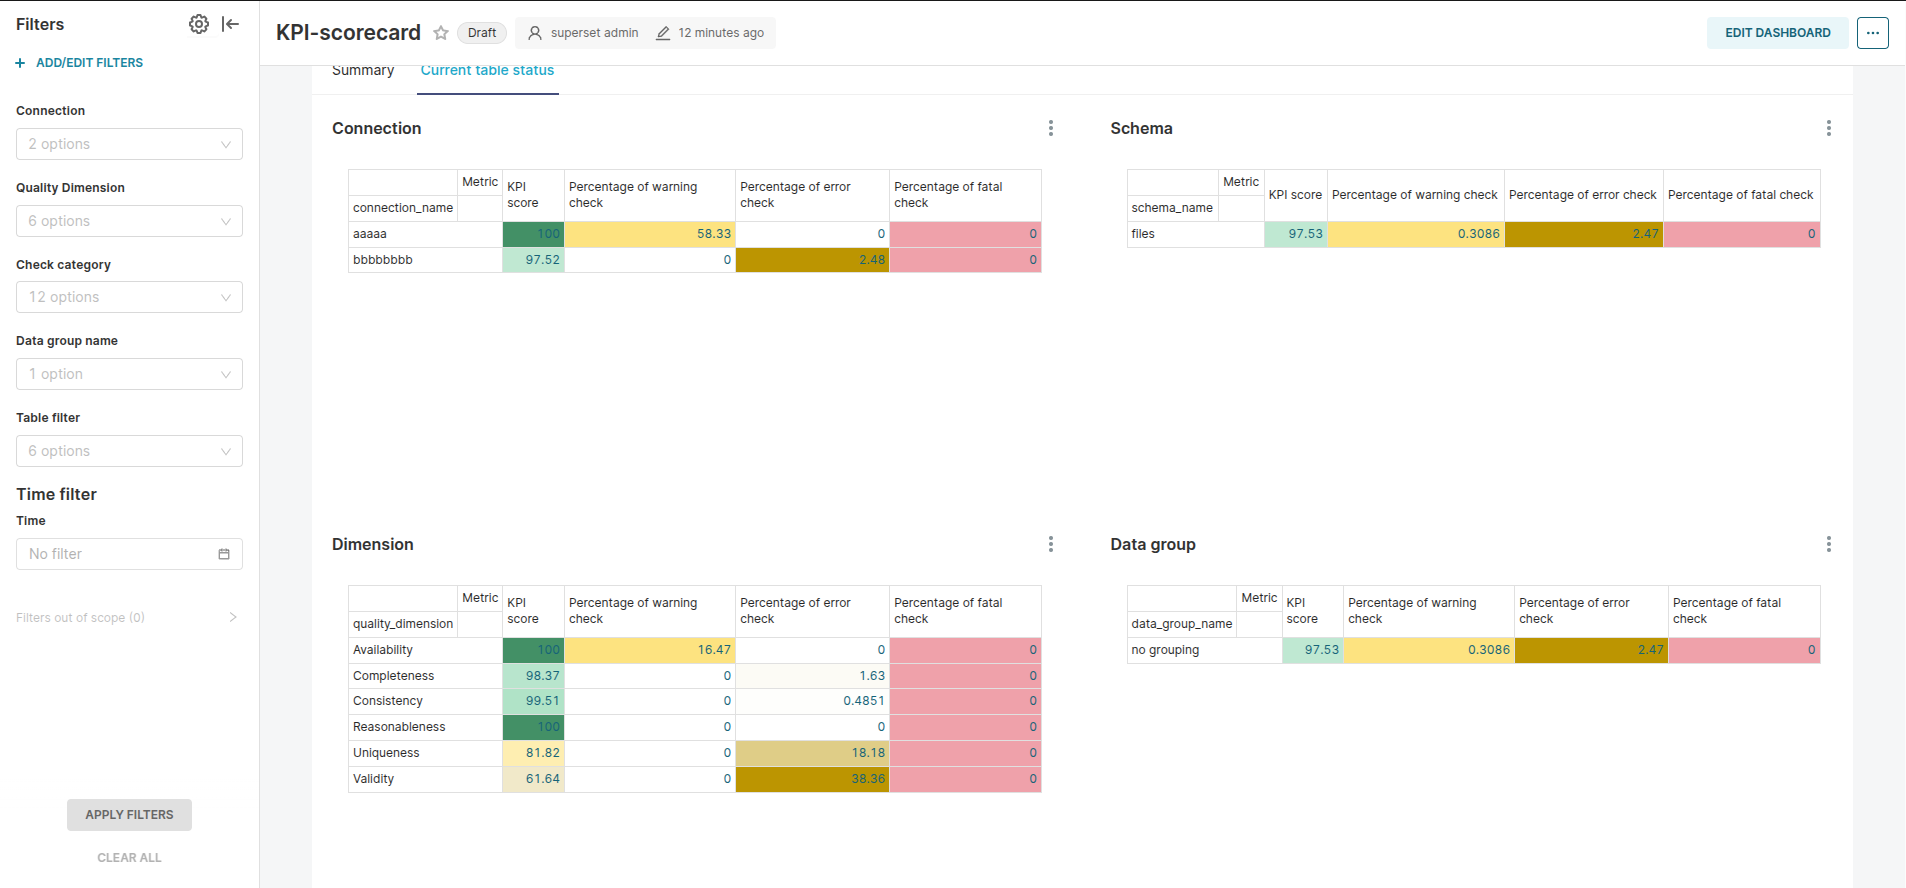 Filters
ADD/EDIT FILTERS
Connection
2 options
Quality Dimension
6 options
Check category
12 options
Data group name
1 option
Table filter
6 options
Time filter
Time
No filter
Filters out of scope (0)
APPLY FILTERS
CLEAR ALL
KPI-scorecard Draft superset admin 12 minutes ago EDIT DASHBOARD
Summary Current table status
Connection
Metric KPI score Percentage of warning check Percentage of error check Percentage of fatal check
connection_name
aaaaa 100 58.33 0 0
bbbbbbbb 97.52 0 2.48 0
Schema
Metric KPI score Percentage of warning check Percentage of error check Percentage of fatal check
schema_name
files 97.53 0.3086 2.47 0
Dimension
Metric KPI score Percentage of warning check Percentage of error check Percentage of fatal check
quality_dimension
Availability 100 16.47 0 0
Completeness 98.37 0 1.63 0
Consistency 99.51 0 0.4851 0
Reasonableness 100 0 0 0
Uniqueness 81.82 0 18.18 0
Validity 61.64 0 38.36 0
Data group
Metric KPI score Percentage of warning check Percentage of error check Percentage of fatal check
data_group_name
no grouping 97.53 0.3086 2.47 0